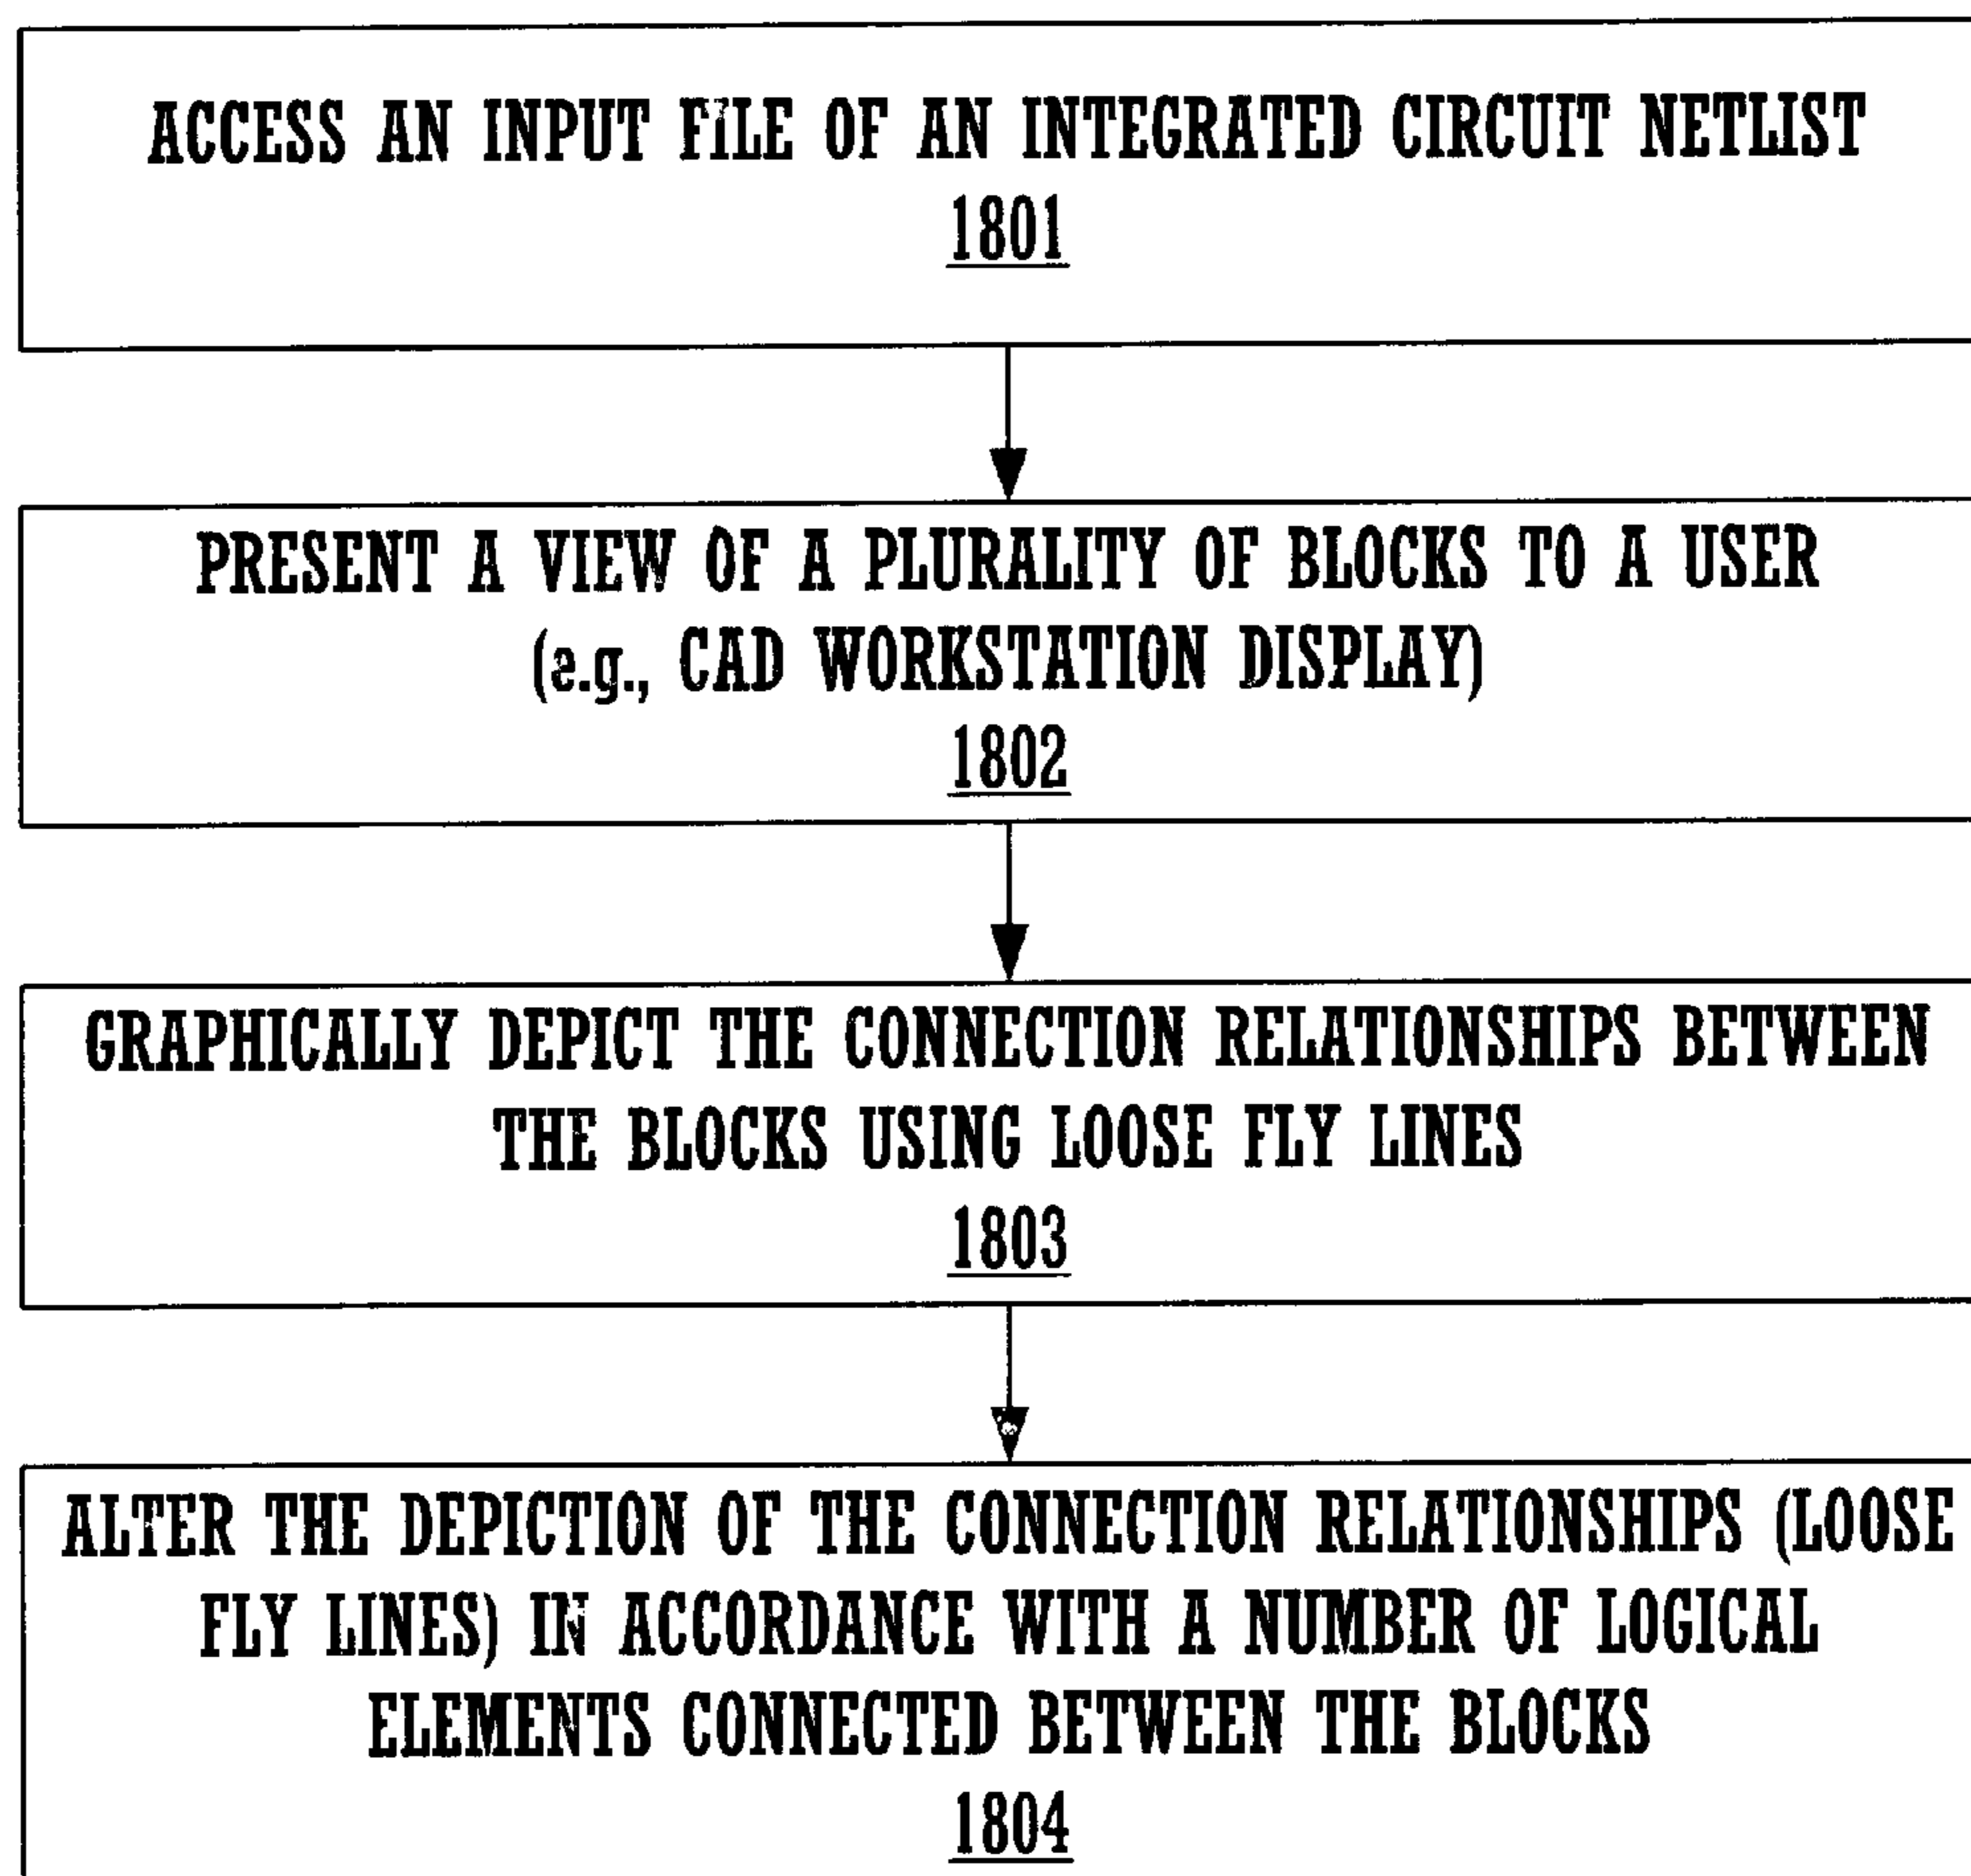 ACCESS AN INPUT FILE OF AN INTEGRATED CIRCUIT NETLIST
1801
PRESENT A VIEW OF A PLURALITY OF BLOCKS TO A USER
(e.g., CAD WORKSTATION DISPLAY)
1802
GRAPHICALLY DEPICT THE CONNECTION RELATIONSHIPS BETWEEN
THE BLOCKS USING LOOSE FLY LINES
1803
ALTER THE DEPICTION OF THE CONNECTION RELATIONSHIPS (LOOSE
FLY LINES) IN ACCORDANCE WITH A NUMBER OF LOGICAL
ELEMENTS CONNECTED BETWEEN THE BLOCKS
1804